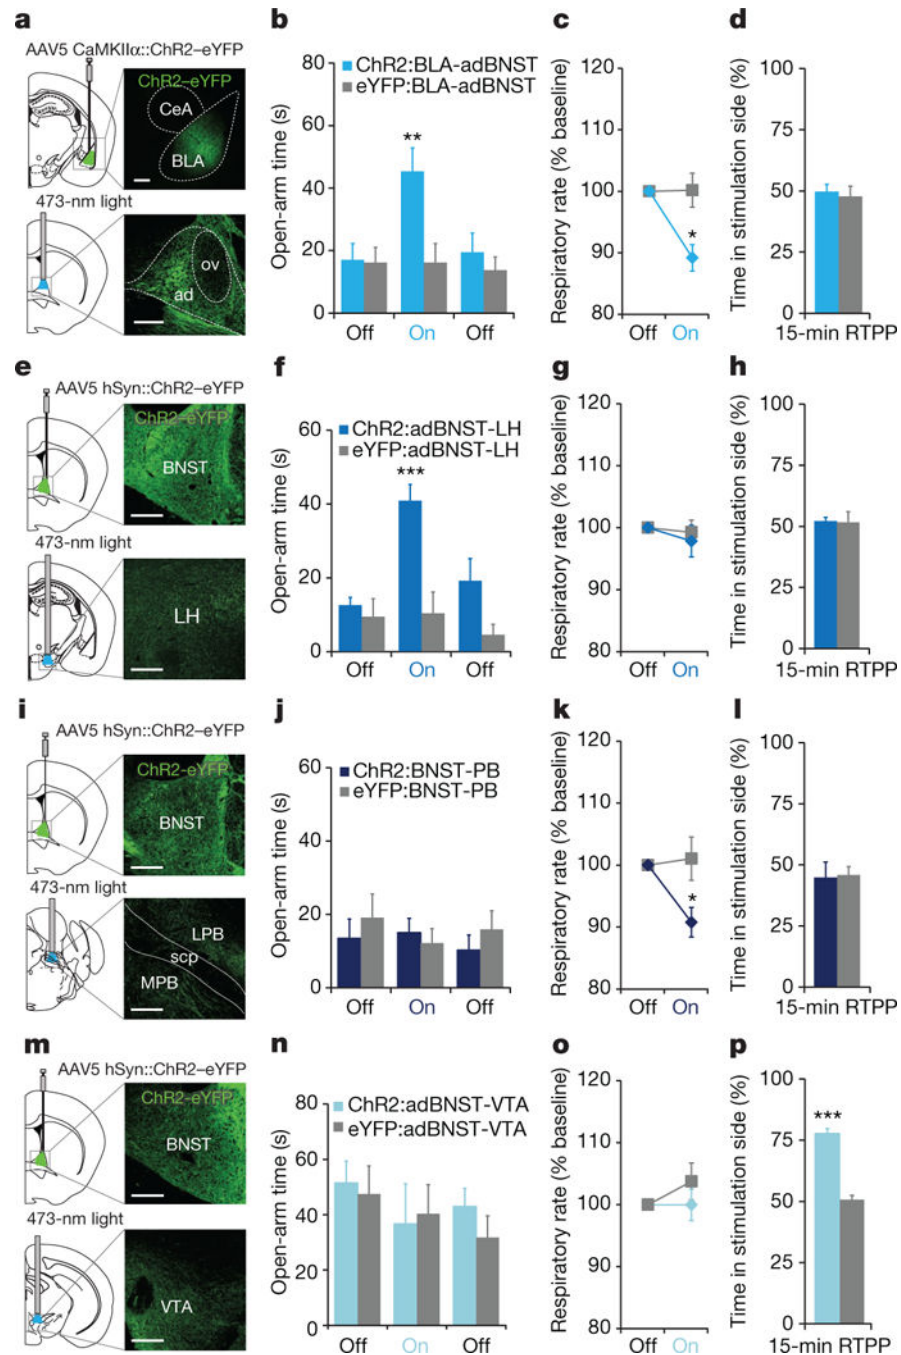 a
AAV5 CaMKIIα::ChR2–eYFP
ChR2–eYFP
CeA
BLA
473-nm light
ov
ad
b
Open-arm time (s)
80
60
40
20
0
ChR2:BLA-adBNST
eYFP:BLA-adBNST
**
Off On Off
c
Respiratory rate (% baseline)
120
110
100
90
80
*
Off On
d
Time in stimulation side (%)
100
75
50
25
0
15-min RTPP
e
AAV5 hSyn::ChR2–eYFP
ChR2–eYFP
BNST
473-nm light
LH
f
Open-arm time (s)
60
40
20
0
ChR2:adBNST-LH
eYFP:adBNST-LH
***
Off On Off
g
Respiratory rate (% baseline)
120
110
100
90
80
Off On
h
Time in stimulation side (%)
100
75
50
25
0
15-min RTPP
i
AAV5 hSyn::ChR2–eYFP
ChR2-eYFP
BNST
473-nm light
LPB
scp
MPB
j
Open-arm time (s)
60
40
20
0
ChR2:BNST-PB
eYFP:BNST-PB
Off On Off
k
Respiratory rate (% baseline)
120
110
100
90
80
*
Off On
l
Time in stimulation side (%)
100
75
50
25
0
15-min RTPP
m
AAV5 hSyn::ChR2–eYFP
ChR2–eYFP
BNST
473-nm light
VTA
n
Open-arm time (s)
80
60
40
20
0
ChR2:adBNST-VTA
eYFP:adBNST-VTA
Off On Off
o
Respiratory rate (% baseline)
120
110
100
90
80
Off On
p
Time in stimulation side (%)
100
75
50
25
0
***
15-min RTPP